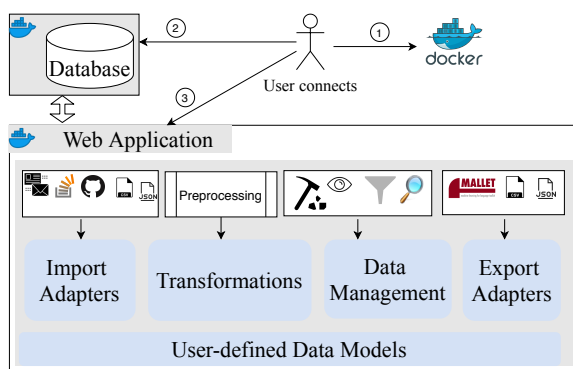 ②
①
Database
docker
User connects
③
Web Application
CSV
JSON
Preprocessing
MALLET
CSV
JSON
Import
Adapters
Transformations
Data
Management
Export
Adapters
User-defined Data Models